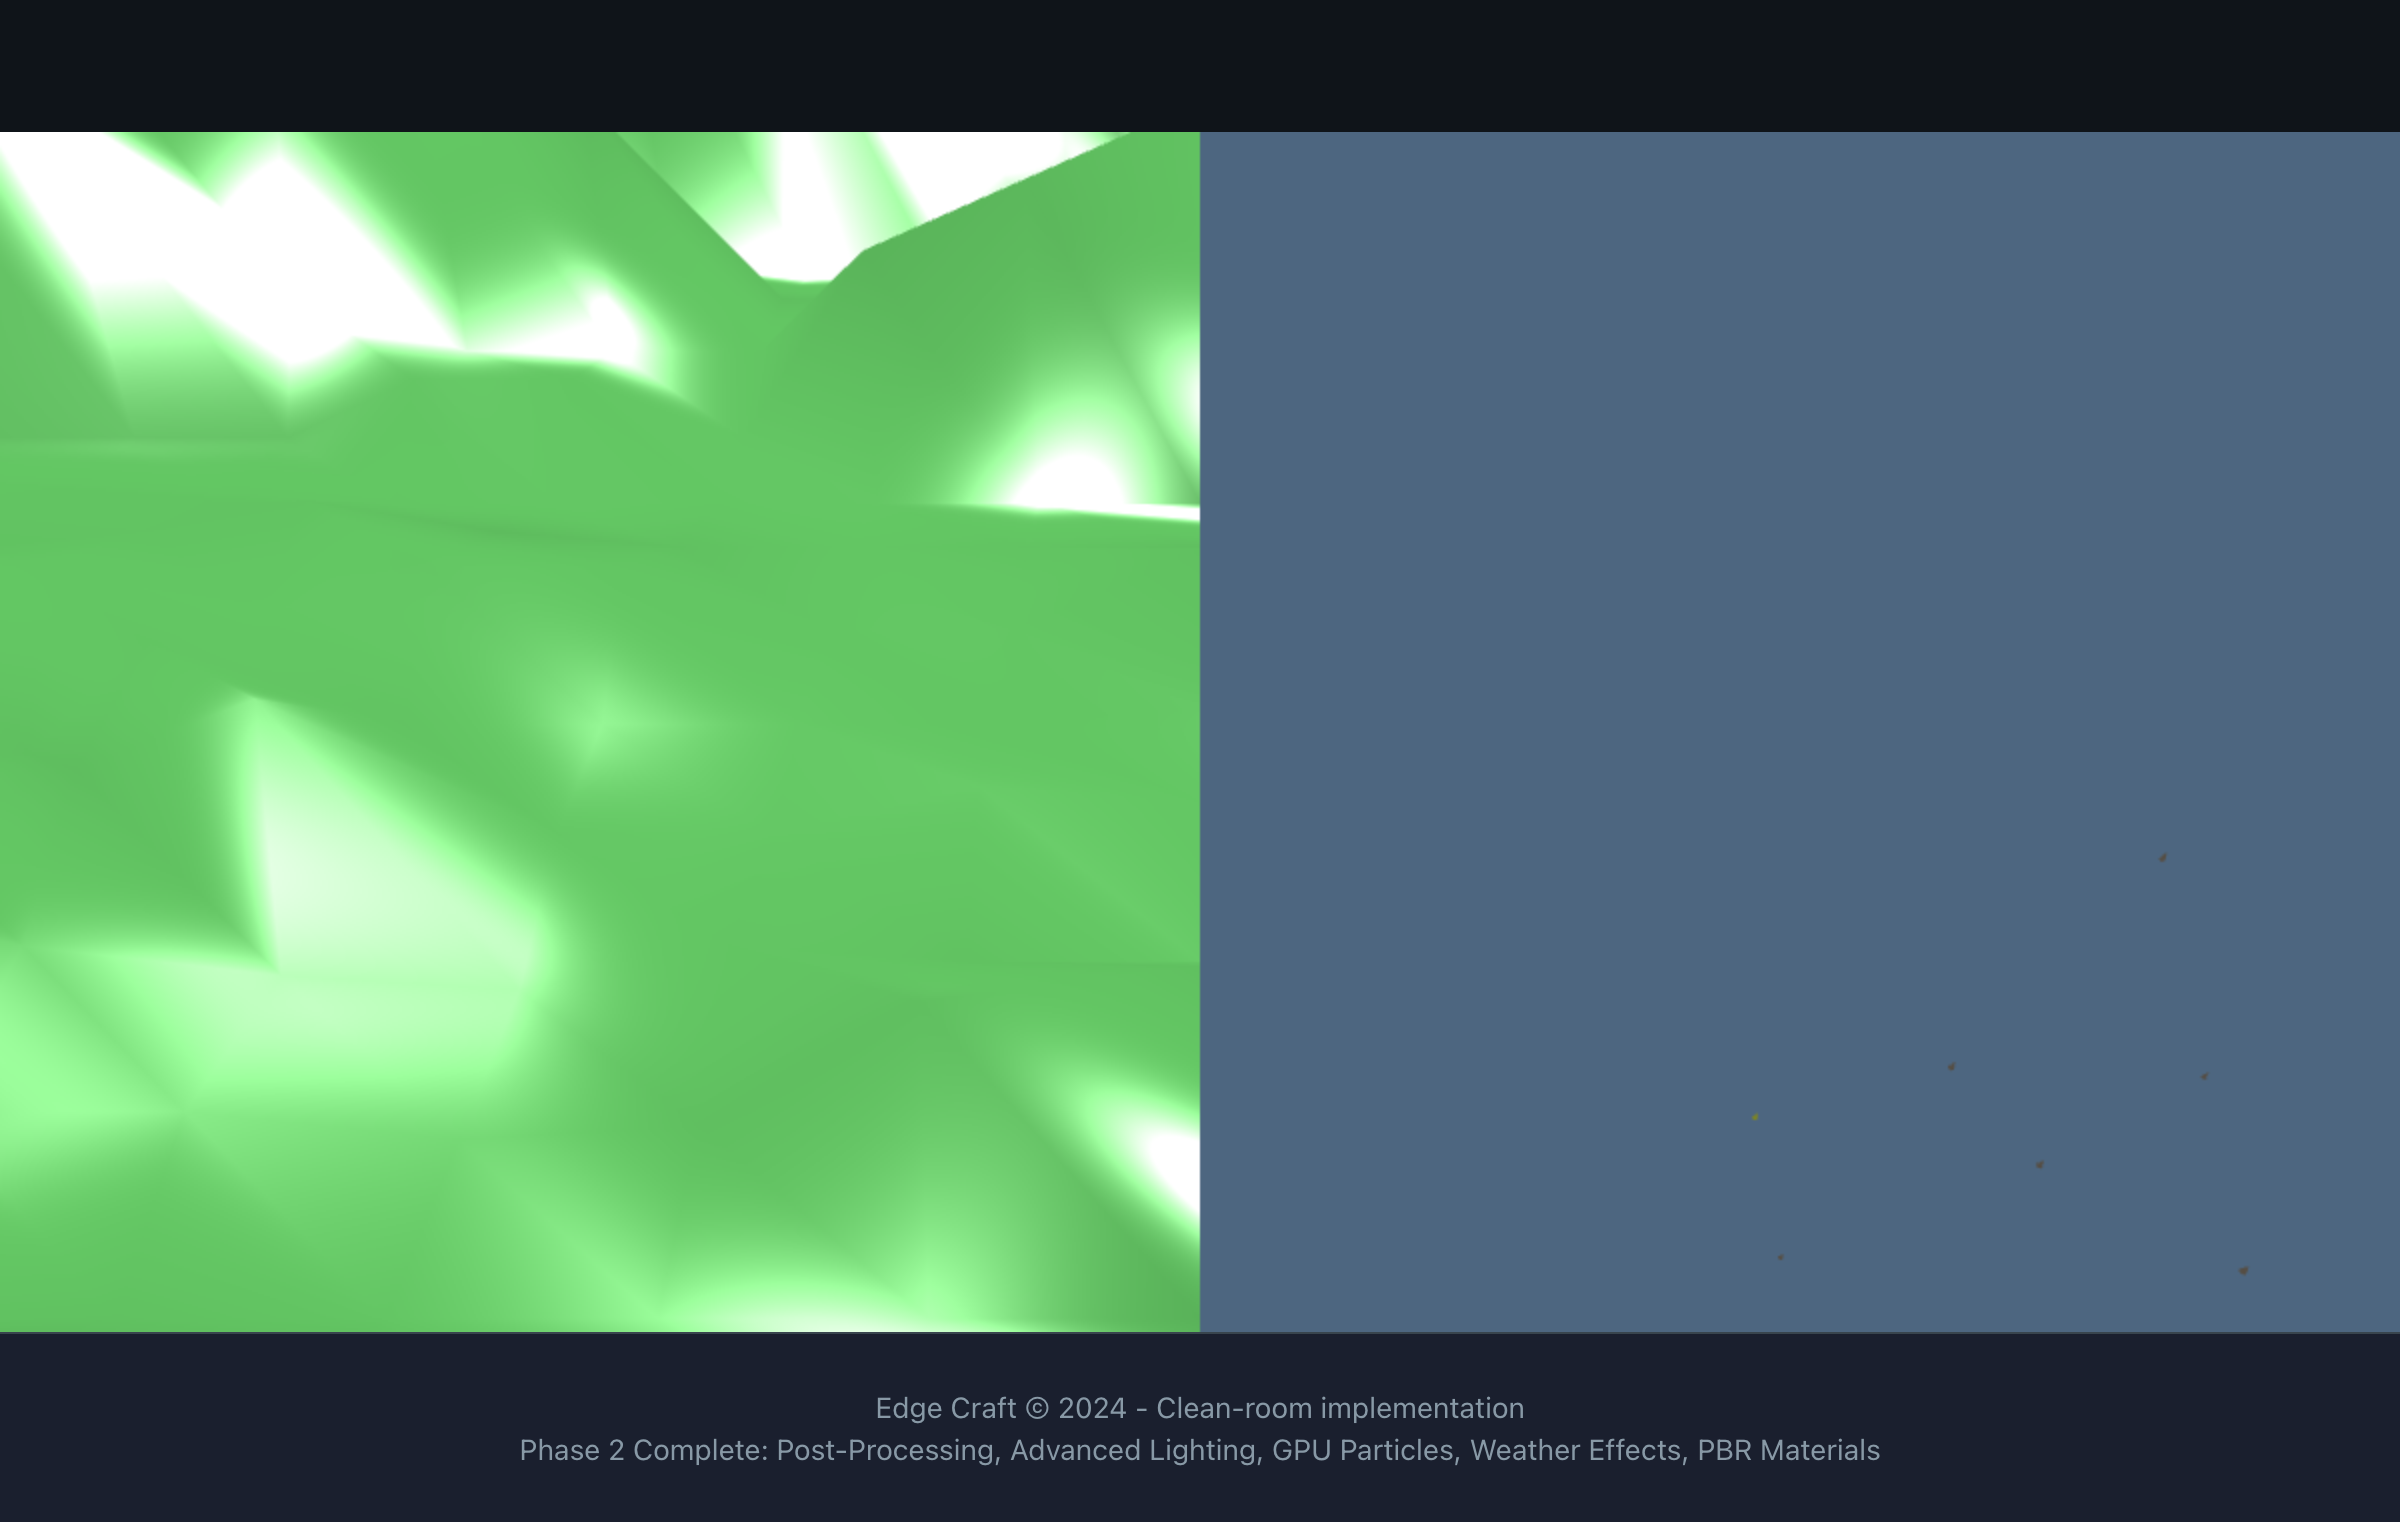 Edge Craft © 2024 - Clean-room implementation
Phase 2 Complete: Post-Processing, Advanced Lighting, GPU Particles, Weather Effects, PBR Materials